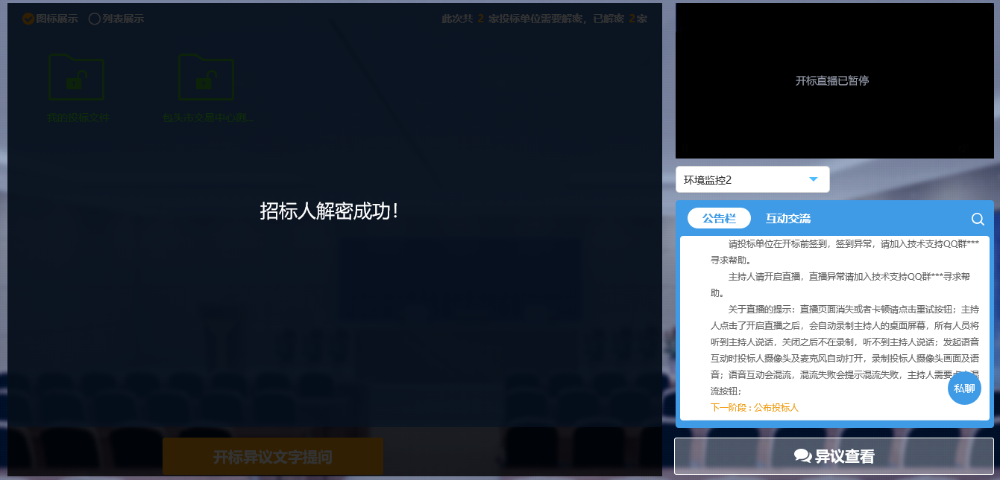 图标展示 列表展示 此次共 2 家投标单位需要解密，已解密 2家
我的投标文件 包头市交易中心测...
招标人解密成功！
开标异议文字提问
开标直播已暂停
环境监控2
公告栏 互动交流
请投标单位在开标前签到，签到异常，请加入技术支持QQ群***
寻求帮助。
主持人请开启直播，直播异常请加入技术支持QQ群***寻求帮
助。
关于直播的提示：直播页面消失或者卡顿请点击重试按钮；主持
人点击了开启直播之后，会自动录制主持人的桌面屏幕，所有人员将
听到主持人说话，关闭之后不在录制，听不到主持人说话；发起语音
互动时投标人摄像头及麦克风自动打开，录制投标人摄像头画面及语
音；语音互动会混流，混流失败会提示混流失败，主持人需要点 混
流按钮；
私聊
下一阶段 : 公布投标人
异议查看